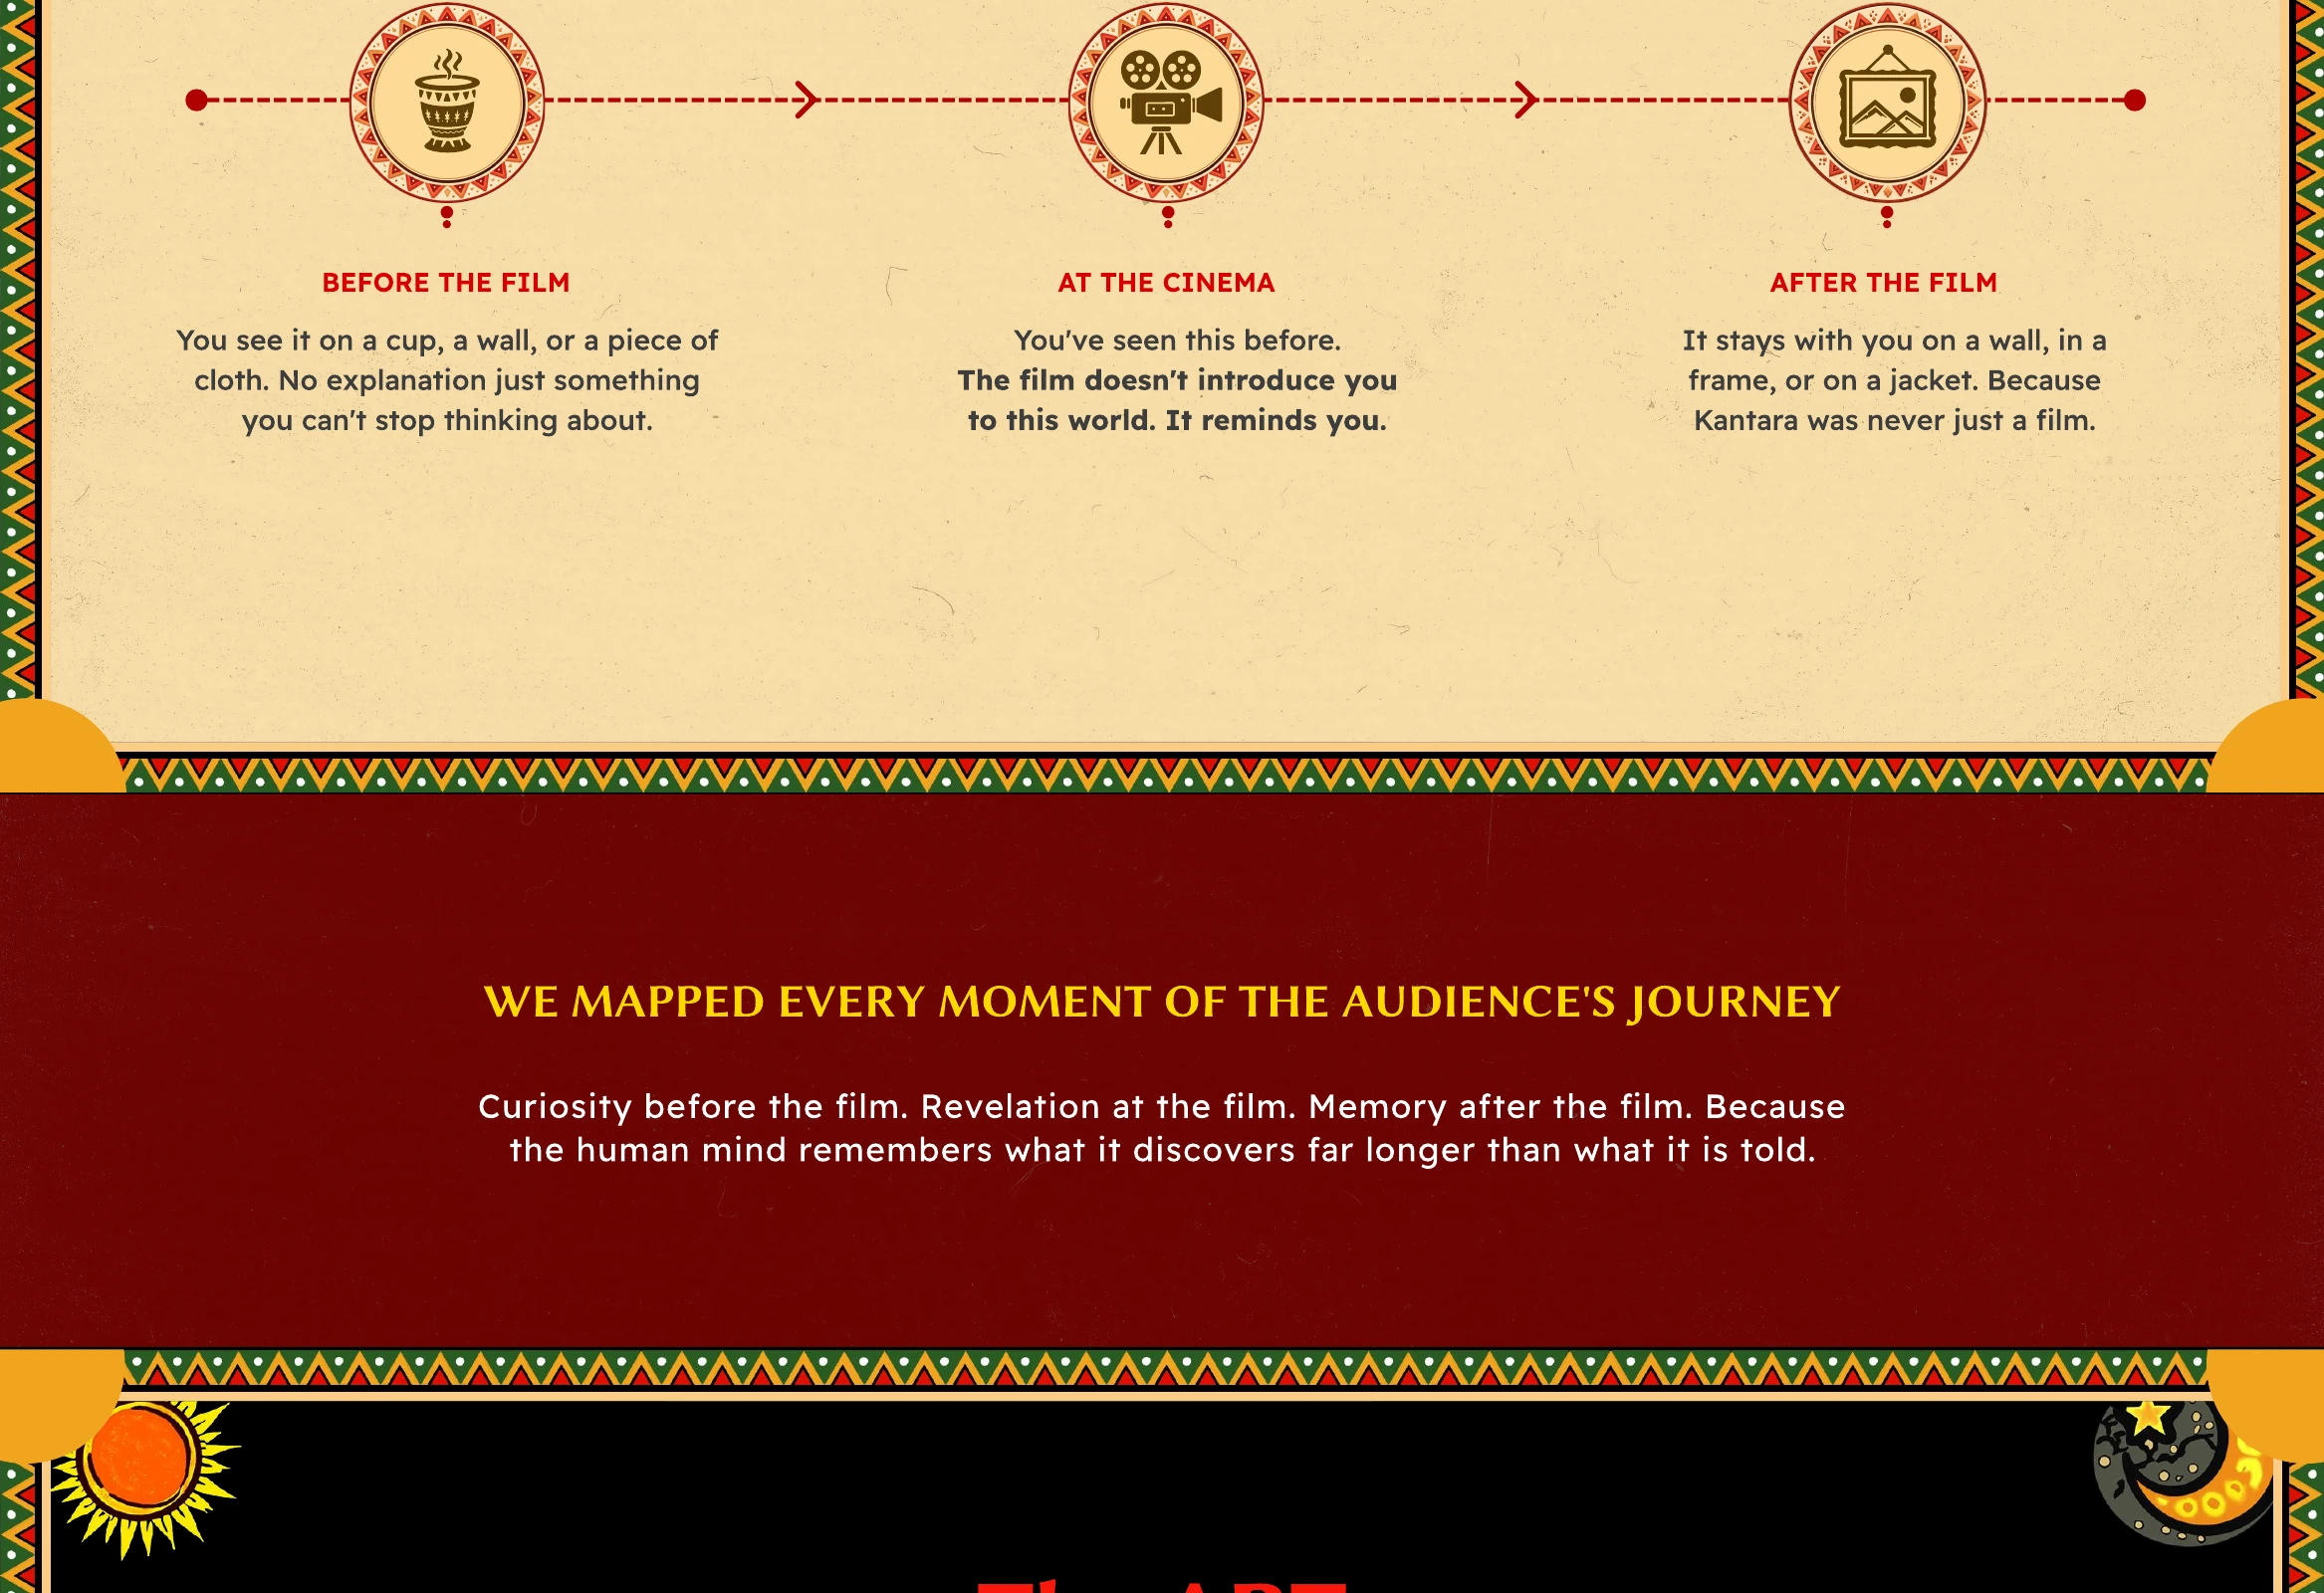 BEFORE THE FILM
You see it on a cup, a wall, or a piece of
cloth. No explanation just something
you can't stop thinking about.
AT THE CINEMA
You've seen this before.
The film doesn't introduce you
to this world. It reminds you.
AFTER THE FILM
It stays with you on a wall, in a
frame, or on a jacket. Because
Kantara was never just a film.
WE MAPPED EVERY MOMENT OF THE AUDIENCE'S JOURNEY
Curiosity before the film. Revelation at the film. Memory after the film. Because
the human mind remembers what it discovers far longer than what it is told.